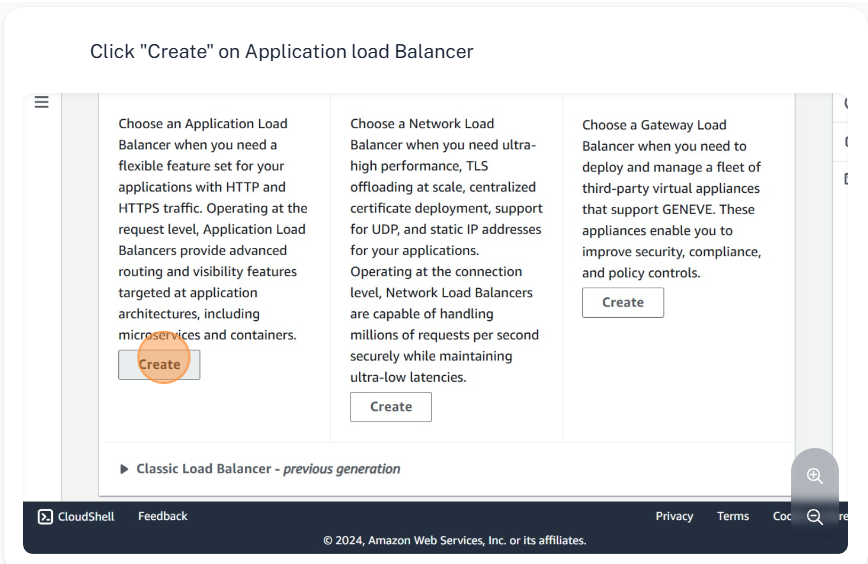 Click "Create" on Application load Balancer
Choose an Application Load
Balancer when you need a
flexible feature set for your
applications with HTTP and
HTTPS traffic. Operating at the
request level, Application Load
Balancers provide advanced
routing and visibility features
targeted at application
architectures, including
microservices and containers.
Create
Choose a Network Load
Balancer when you need ultra-
high performance, TLS
offloading at scale, centralized
certificate deployment, support
for UDP, and static IP addresses
for your applications.
Operating at the connection
level, Network Load Balancers
are capable of handling
millions of requests per second
securely while maintaining
ultra-low latencies.
Create
Choose a Gateway Load
Balancer when you need to
deploy and manage a fleet of
third-party virtual appliances
that support GENEVE. These
appliances enable you to
improve security, compliance,
and policy controls.
Create
Classic Load Balancer - previous generation
CloudShell Feedback Privacy Terms
© 2024, Amazon Web Services, Inc. or its affiliates.